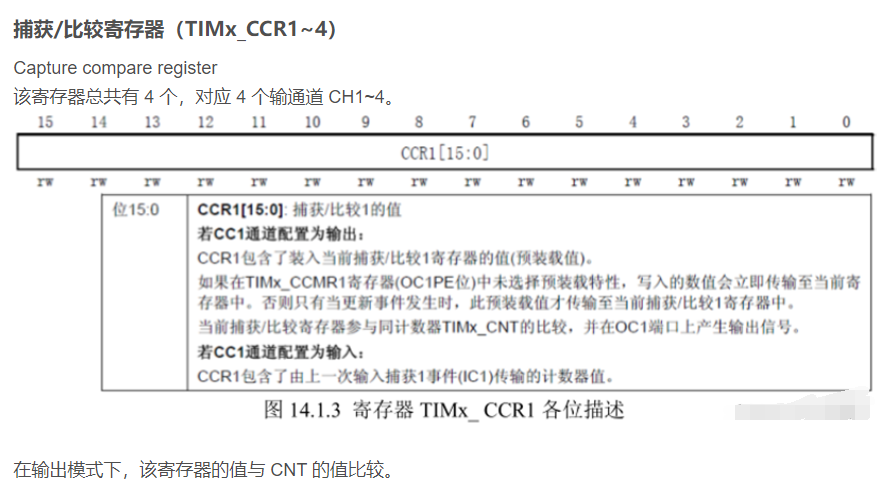 捕获/比较寄存器（TIMx_CCR1~4）
Capture compare register
该寄存器总共有 4 个，对应 4 个输通道 CH1~4。
15 14 13 12 11 10 9 8 7 6 5 4 3 2 1 0
CCR1[15:0]
rw rw rw rw rw rw rw rw rw rw rw rw rw rw rw rw
位15:0 CCR1[15:0]: 捕获/比较1的值
若CC1通道配置为输出：
CCR1包含了装入当前捕获/比较1寄存器的值(预装载值)。
如果在TIMx_CCMR1寄存器(OC1PE位)中未选择预装载特性，写入的数值会立即传输至当前寄
存器中。否则只有当更新事件发生时，此预装载值才传输至当前捕获/比较1寄存器中。
当前捕获/比较寄存器参与同计数器TIMx_CNT的比较，并在OC1端口上产生输出信号。
若CC1通道配置为输入：
CCR1包含了由上一次输入捕获1事件(IC1)传输的计数器值。
图 14.1.3 寄存器 TIMx_ CCR1 各位描述
在输出模式下，该寄存器的值与 CNT 的值比较。